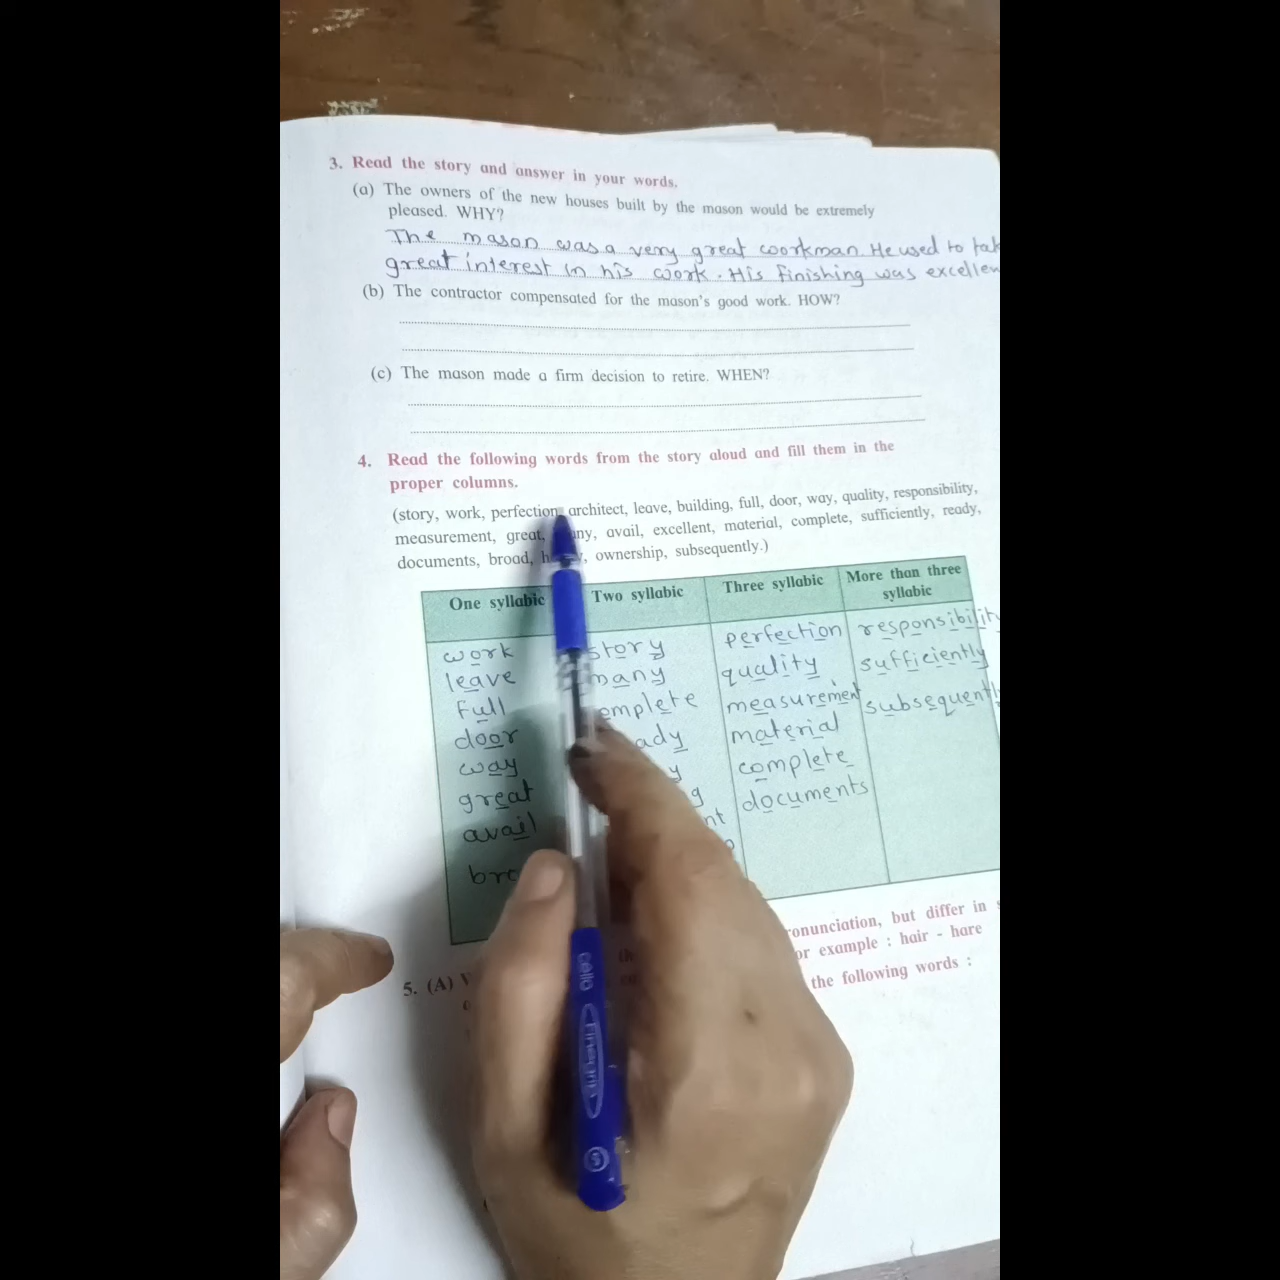 3. Read the story and answer in your words.
(a) The owners of the new houses built by the mason would be extremely
pleased. WHY?
The mason was a very great workman. He used to tak
great interest in his work. His finishing was excellen
(b) The contractor compensated for the mason's good work. HOW?
(c) The mason made a firm decision to retire. WHEN?
4. Read the following words from the story aloud and fill them in the
proper columns.
(story, work, perfection, architect, leave, building, full, door, way, quality, responsibility,
measurement, great, avail, excellent, material, complete, sufficiently, ready,
documents, broad, ownership, subsequently.)
One syllabic Two syllabic Three syllabic More than three
syllabic
work story perfection responsibility
leave many quality sufficiently
full omplete measurement subsequently
door ady material
way y complete
great g documents
avail nt
bro
5. (A) onunciation, but differ in s
or example : hair - hare
the following words :
cello
Finegrip